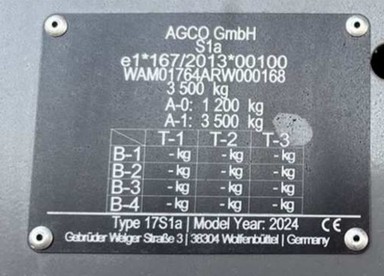 AGCO GmbH
S1a
e1*167/2013*00100
WAM01764ARW000168
3 500 kg
A-0: 1 200 kg
A-1: 3 500 kg
T-1 T-2 T-3
B-1 - kg - kg - kg
B-2 - kg - kg - kg
B-3 - kg - kg - kg
B-4 - kg - kg - kg
Type 17S1a | Model Year: 2024 CE
Gebrüder Welger Straße 3 | 38304 Wolfenbüttel | Germany